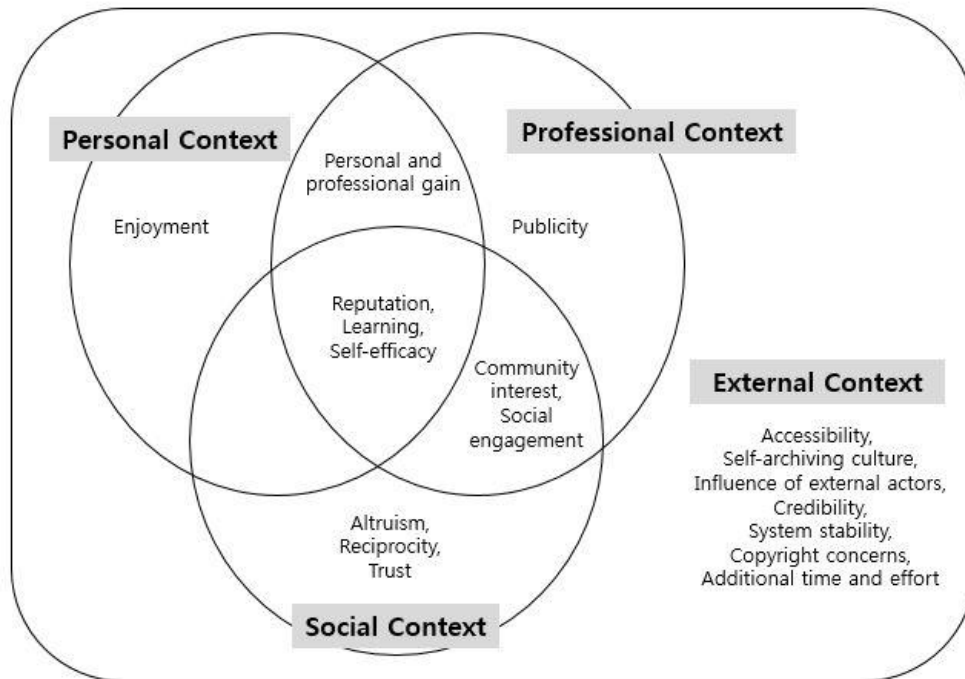 Personal Context
Professional Context
Personal and
professional gain
Enjoyment
Publicity
Reputation,
Learning,
Self-efficacy
Community
interest,
Social
engagement
External Context
Accessibility,
Self-archiving culture,
Influence of external actors,
Credibility,
System stability,
Copyright concerns,
Additional time and effort
Altruism,
Reciprocity,
Trust
Social Context